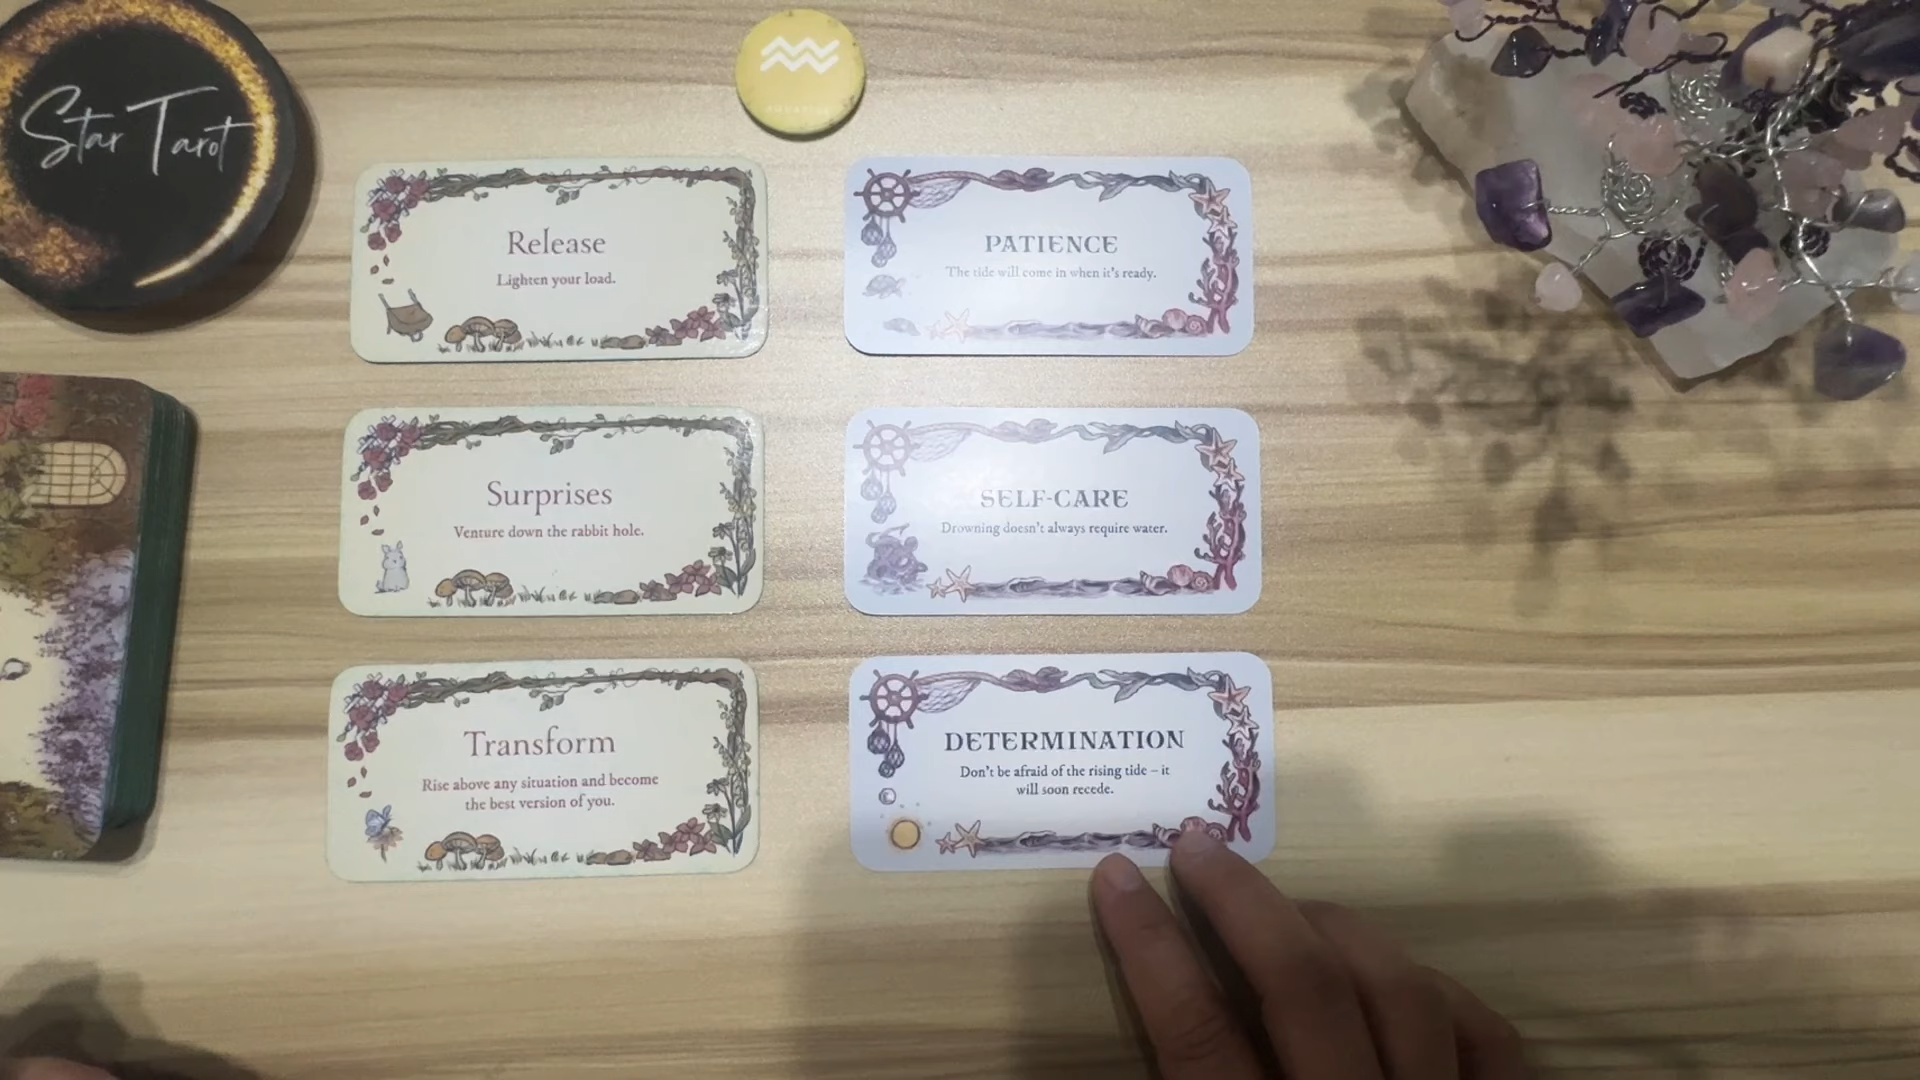 Star Tarot
AQUARIUS
Release
Lighten your load.
PATIENCE
The tide will come in when it's ready.
Surprises
Venture down the rabbit hole.
SELF-CARE
Drowning doesn't always require water.
Transform
Rise above any situation and become
the best version of you.
DETERMINATION
Don't be afraid of the rising tide – it
will soon recede.